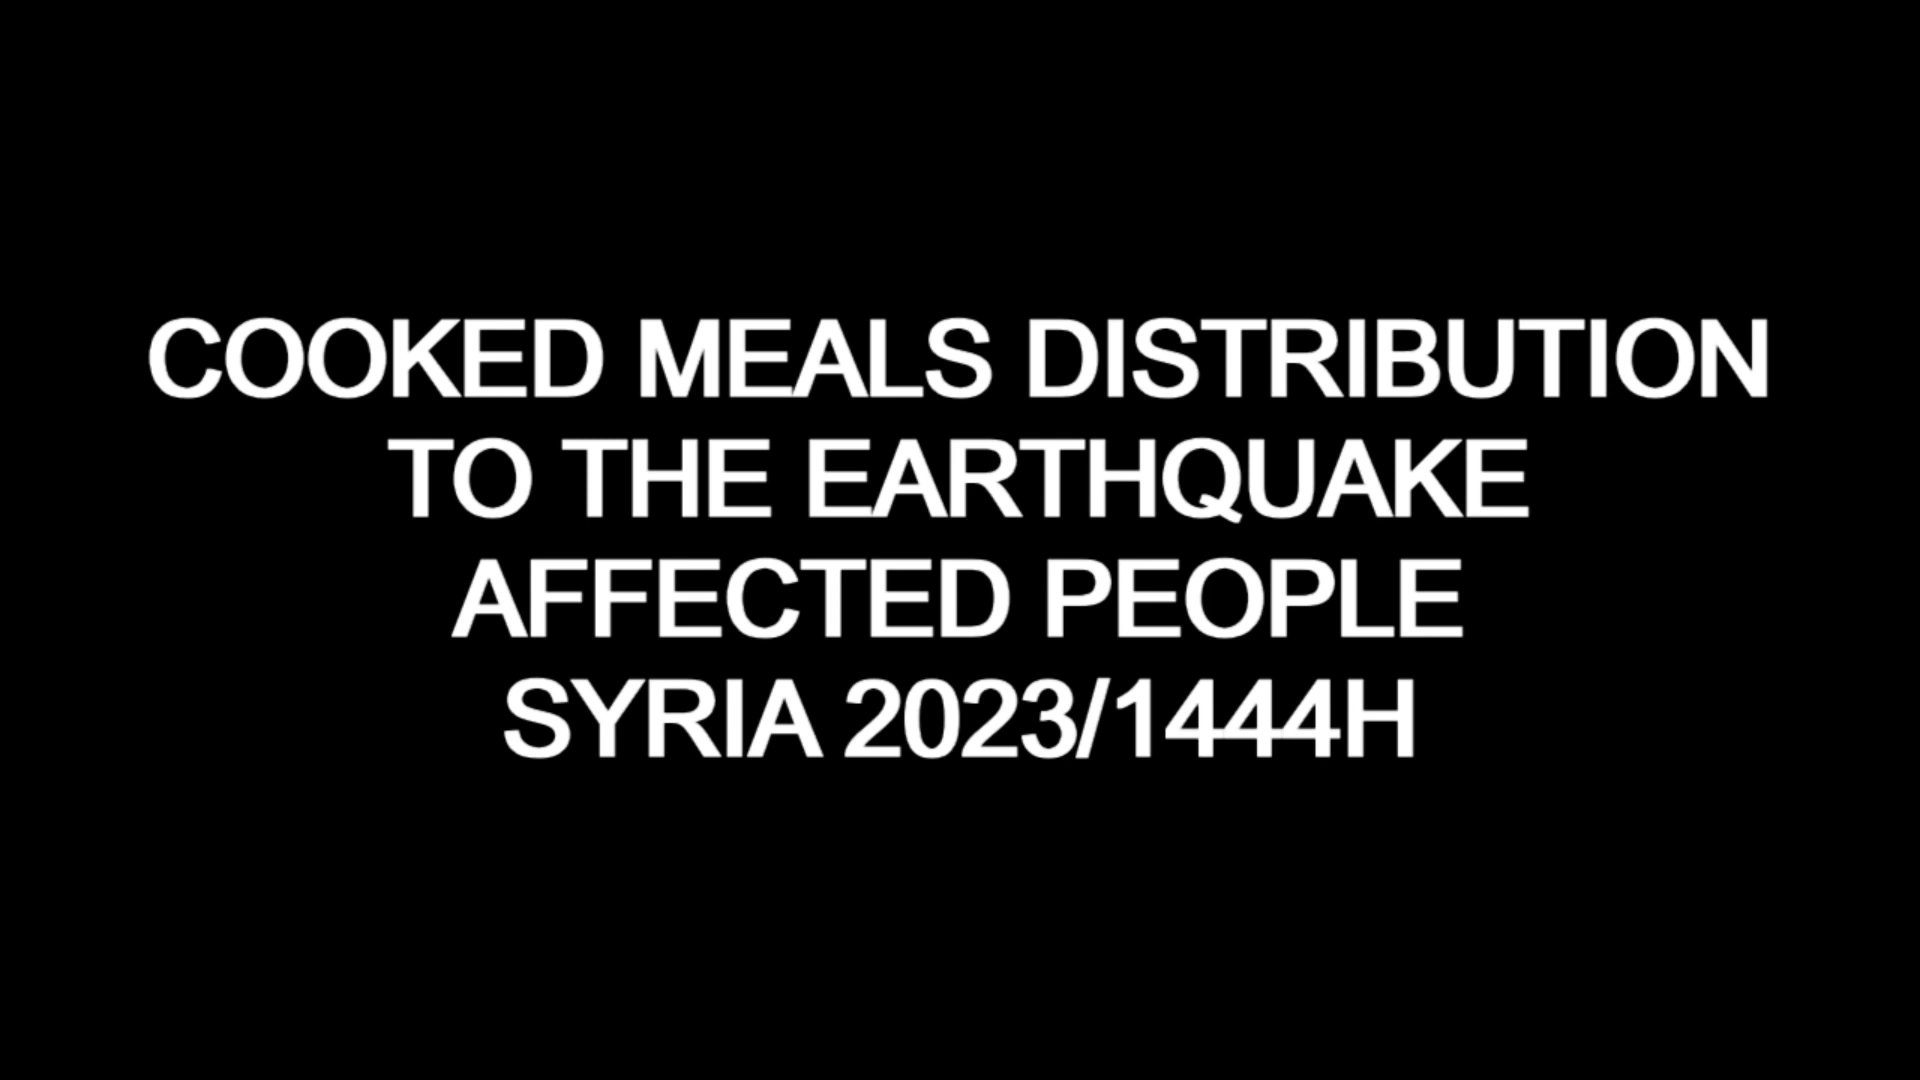 COOKED MEALS DISTRIBUTION
TO THE EARTHQUAKE
AFFECTED PEOPLE
SYRIA 2023/1444H